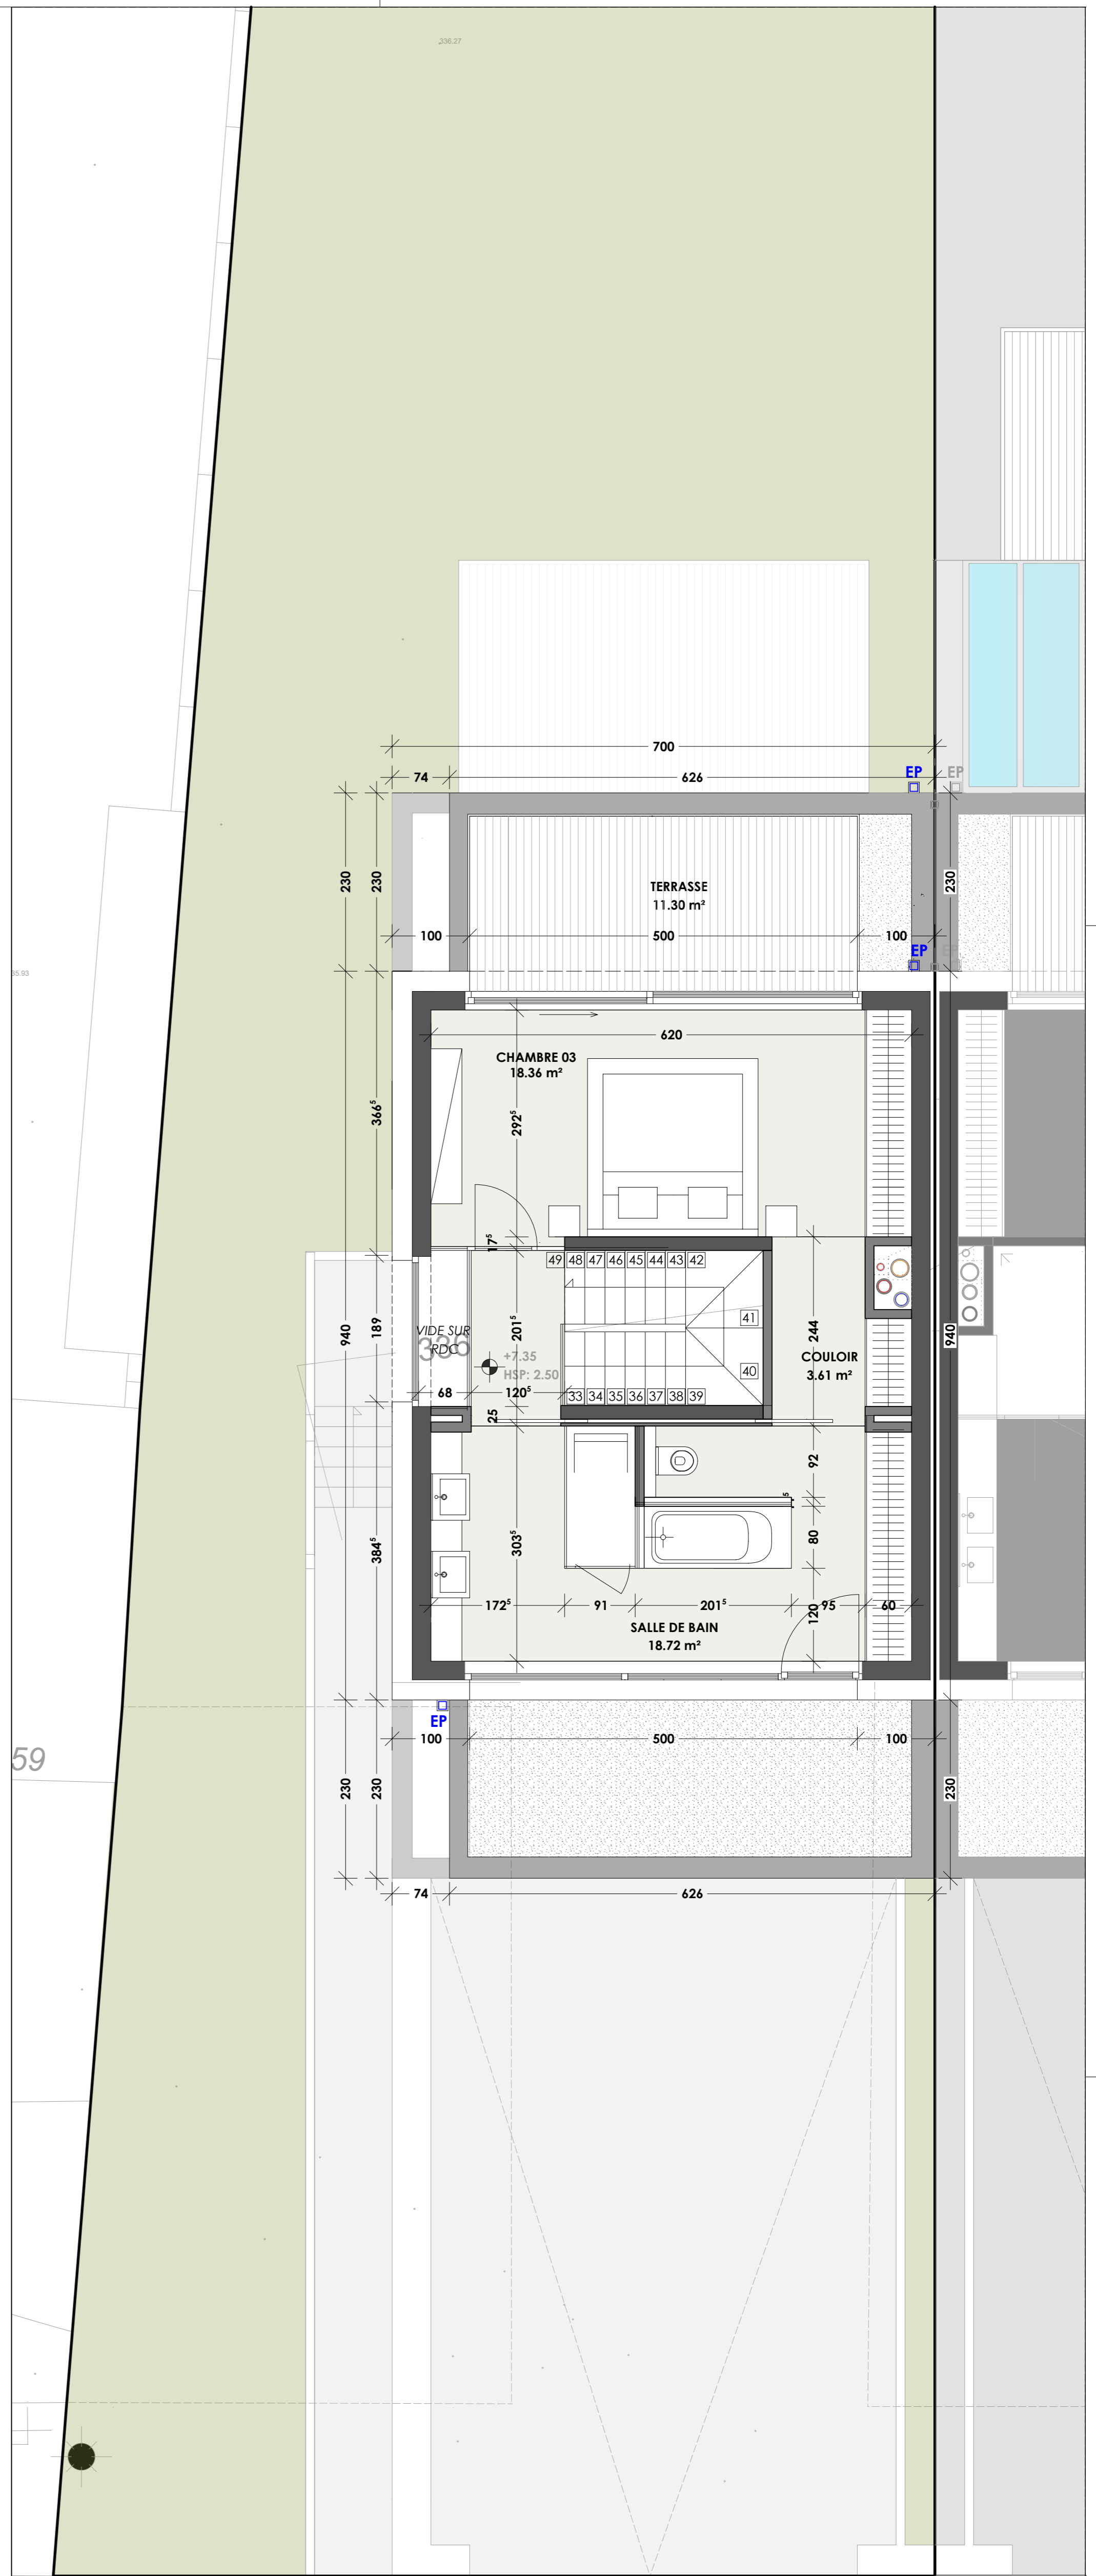 336.27
700
74
626
EP
EP
230
230
230
TERRASSE
11.30 m²
100
500
100
EP
EP
35.93
620
CHAMBRE 03
18.36 m²
366⁵
292⁵
17⁵
49 48 47 46 45 44 43 42
41
40
VIDE SUR
RDC
336
+7.35
HSP: 2.50
940
189
201⁵
244
COULOIR
3.61 m²
940
68
120⁵
33 34 35 36 37 38 39
25
92
5
80
384⁵
303⁵
172⁵
91
201⁵
120
95
60
SALLE DE BAIN
18.72 m²
EP
59
100
500
100
230
230
230
74
626